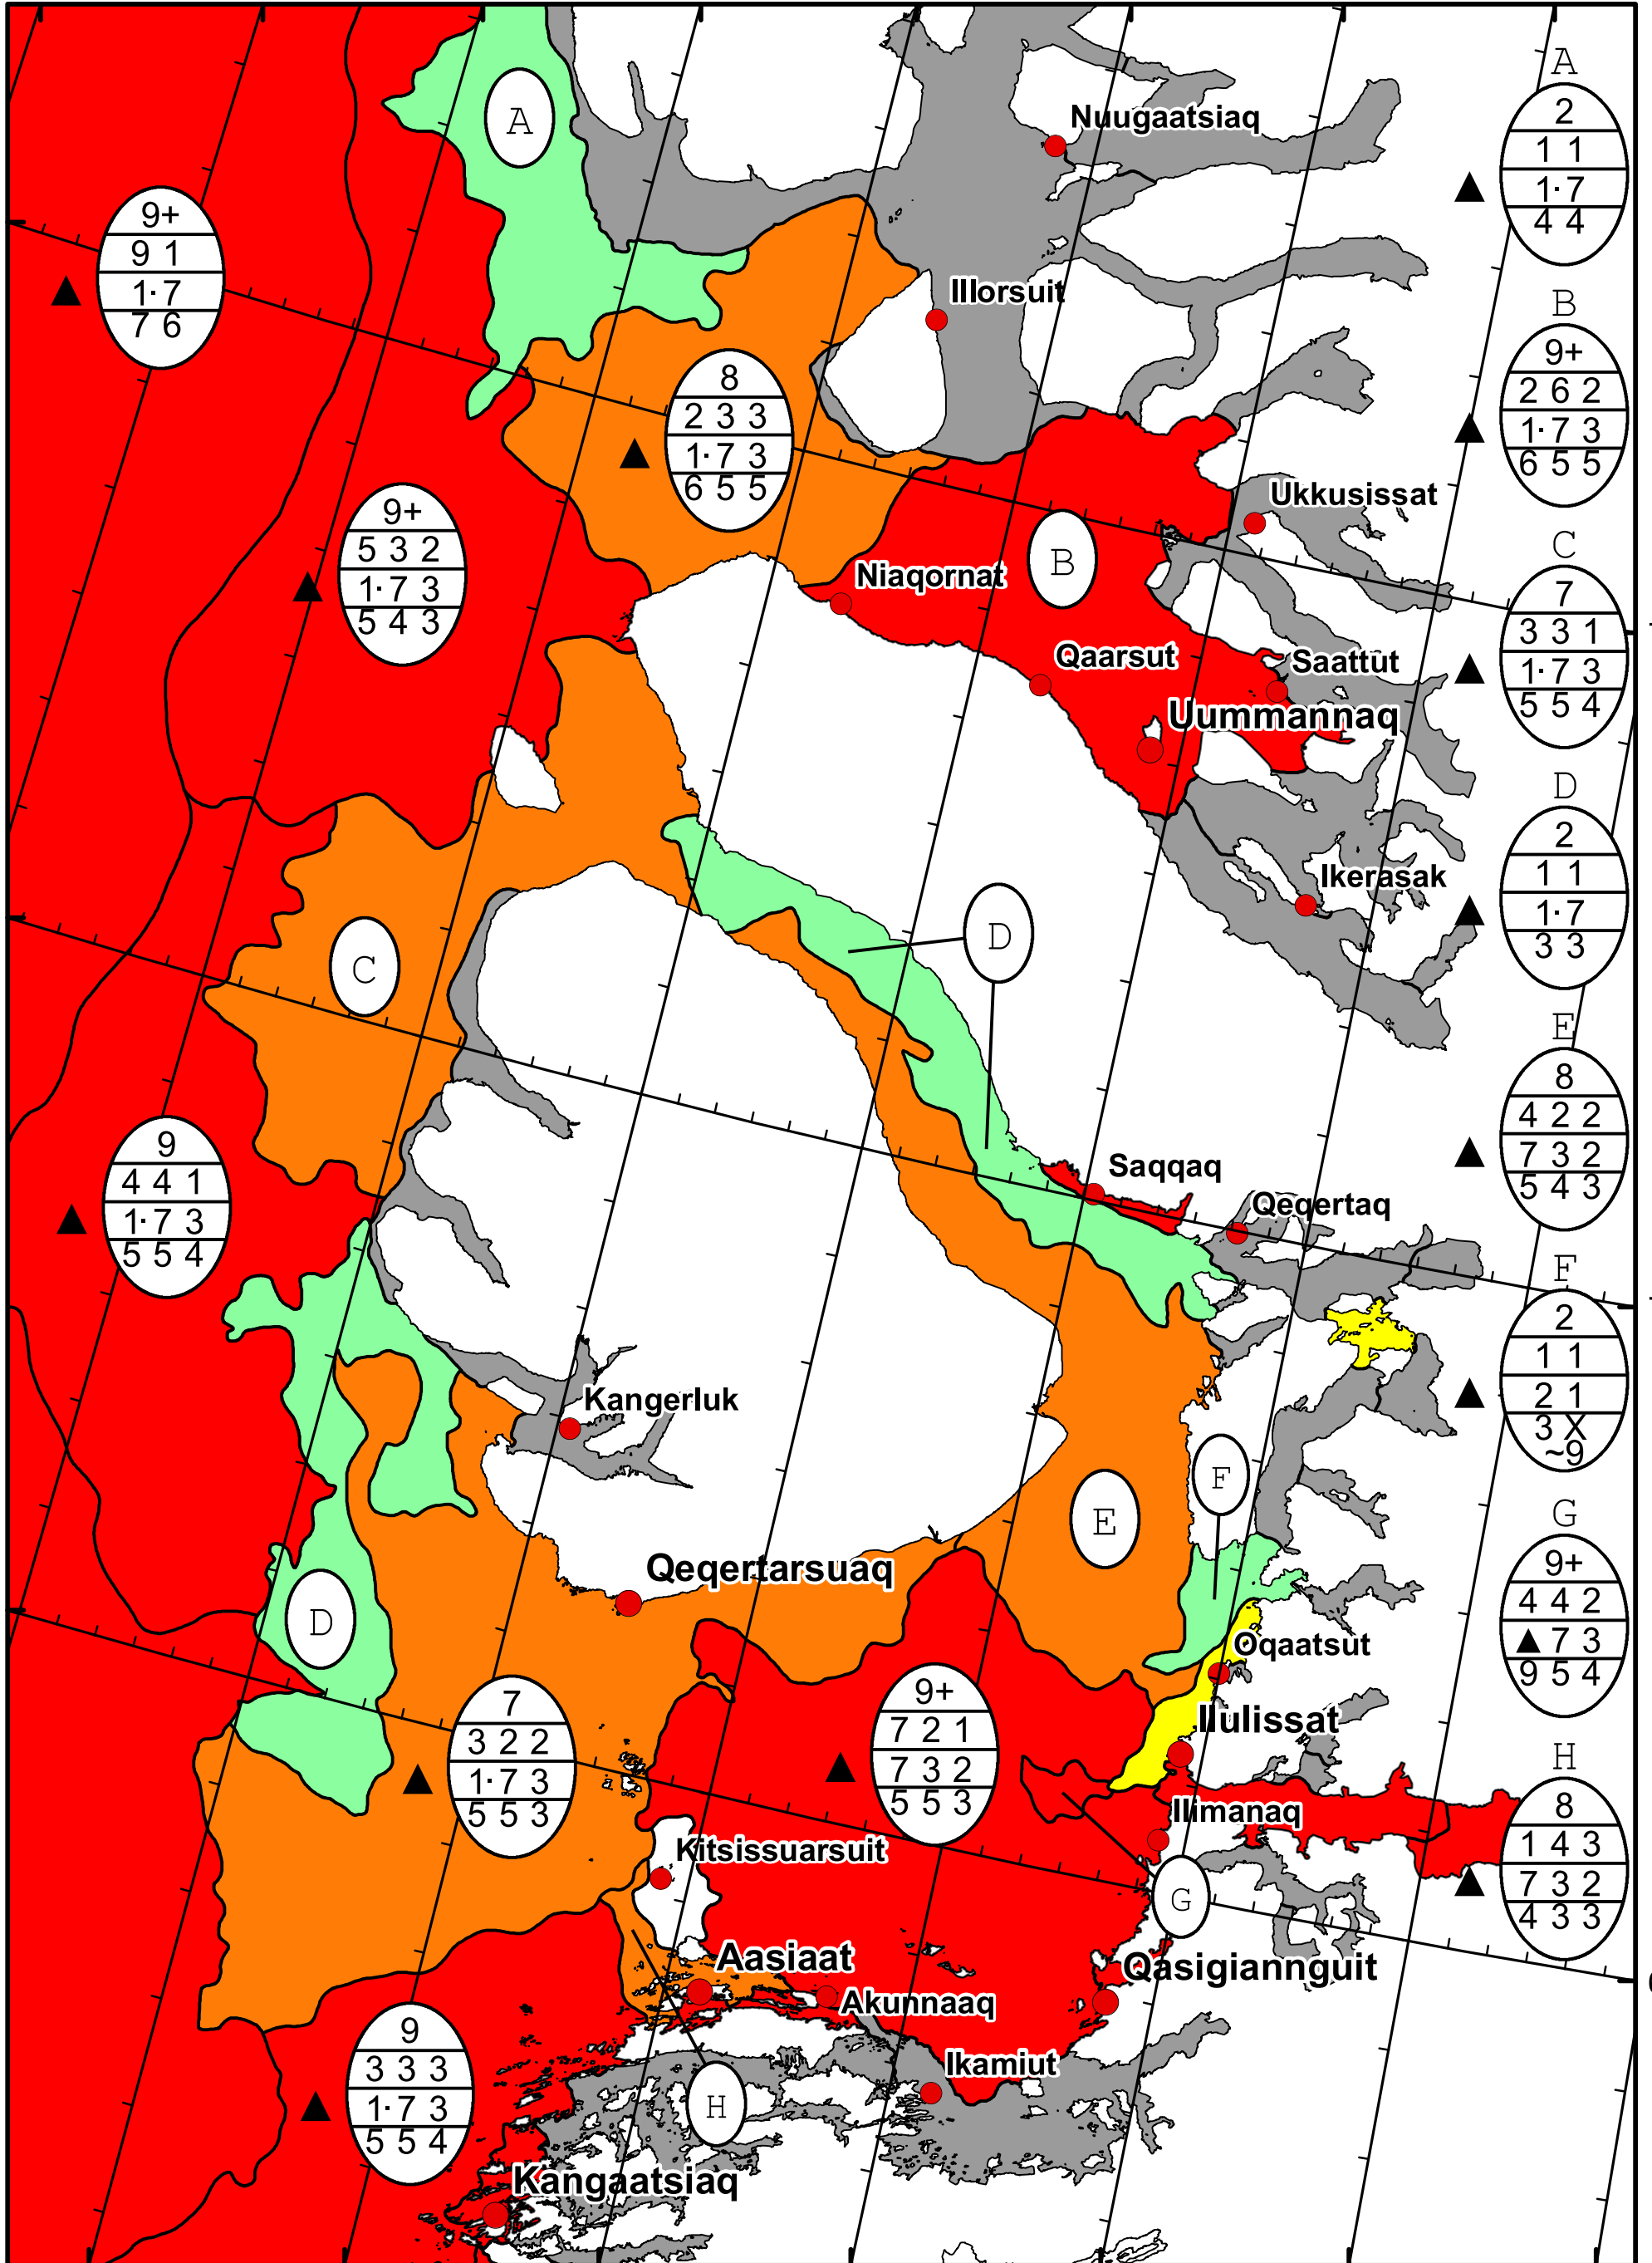 A
Nuugaatsiaq
A
2
1 1
1· 7
4 4
9+
9 1
1· 7
7 6
Illorsuit
B
9+
2 6 2
1· 7 3
6 5 5
8
2 3 3
1· 7 3
6 5 5
9+
5 3 2
1· 7 3
5 4 3
Ukkusissat
B
Niaqornat
C
7
3 3 1
1· 7 3
5 5 4
Qaarsut
Saattut
Uummannaq
D
2
1 1
1· 7
3 3
Ikerasak
D
C
E
8
4 2 2
7 3 2
5 4 3
9
4 4 1
1· 7 3
5 5 4
Saqqaq
Qeqertaq
F
2
1 1
2 1
3 X
~9
Kangerluk
F
E
G
9+
4 4 2
▲ 7 3
9 5 4
Qeqertarsuaq
D
Oqaatsut
7
3 2 2
1· 7 3
5 5 3
9+
7 2 1
7 3 2
5 5 3
Ilulissat
H
8
1 4 3
7 3 2
4 3 3
Ilimanaq
Kitsissuarsuit
G
Aasiaat
Qasigiannguit
Akunnaaq
9
3 3 3
1· 7 3
5 5 4
Ikamiut
H
Kangaatsiaq